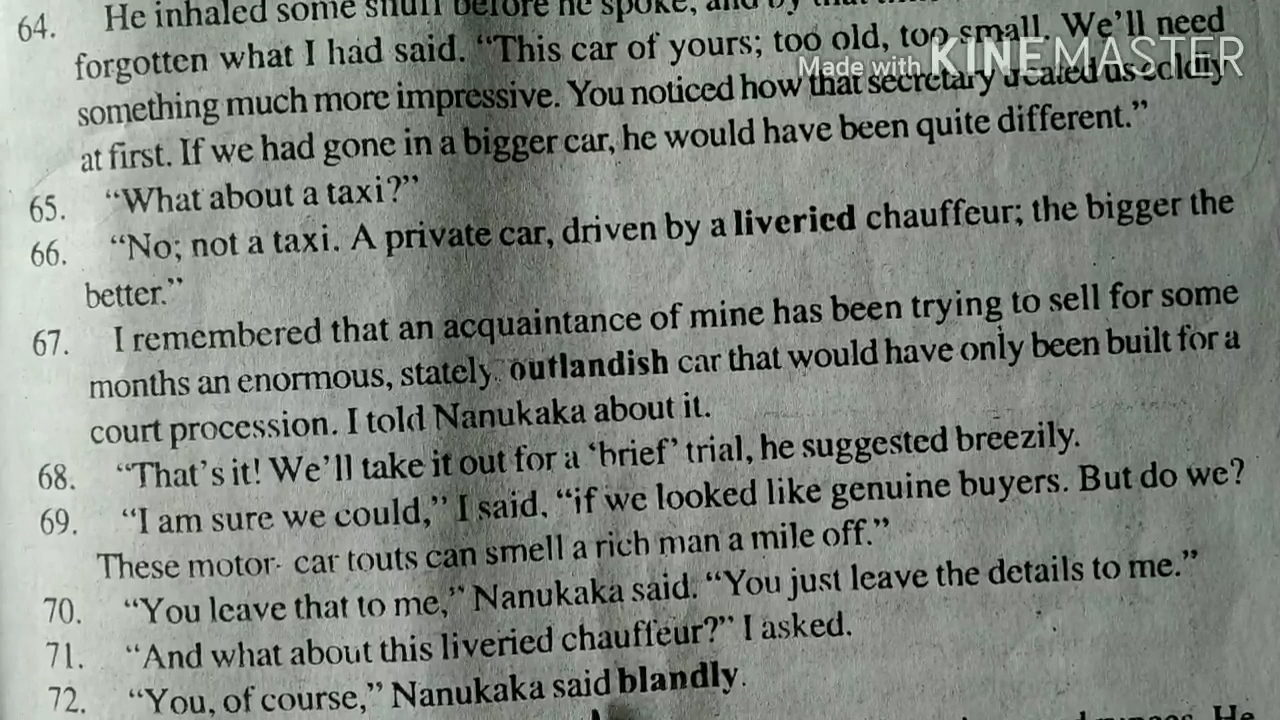 64. He inhaled some snuff before he spoke, and by that
forgotten what I had said. “This car of yours; too old, too small. We’ll need
Made with KINEMASTER
something much more impressive. You noticed how that secretary treated us coldly
at first. If we had gone in a bigger car, he would have been quite different.”
65. “What about a taxi?”
66. “No; not a taxi. A private car, driven by a liveried chauffeur; the bigger the
better.”
67. I remembered that an acquaintance of mine has been trying to sell for some
months an enormous, stately, outlandish car that would have only been built for a
court procession. I told Nanukaka about it.
68. “That’s it! We’ll take it out for a ‘brief’ trial, he suggested breezily.
69. “I am sure we could,” I said, “if we looked like genuine buyers. But do we?
These motor- car touts can smell a rich man a mile off.”
70. “You leave that to me,” Nanukaka said. “You just leave the details to me.”
71. “And what about this liveried chauffeur?” I asked.
72. “You, of course,” Nanukaka said blandly.
He